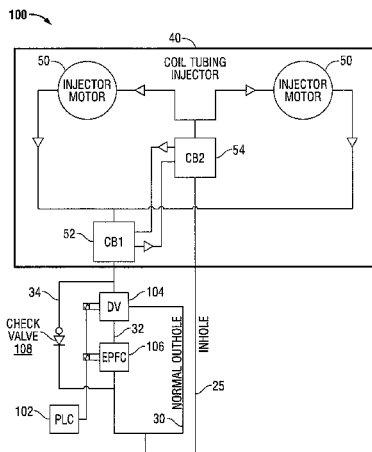 100
40
50
COIL TUBING
INJECTOR
50
INJECTOR
MOTOR
INJECTOR
MOTOR
CB2
54
52
CB1
34
104
DV
32
CHECK
VALVE
108
EPFC
106
NORMAL OUTHOLE
INHOLE
25
102
PLC
30